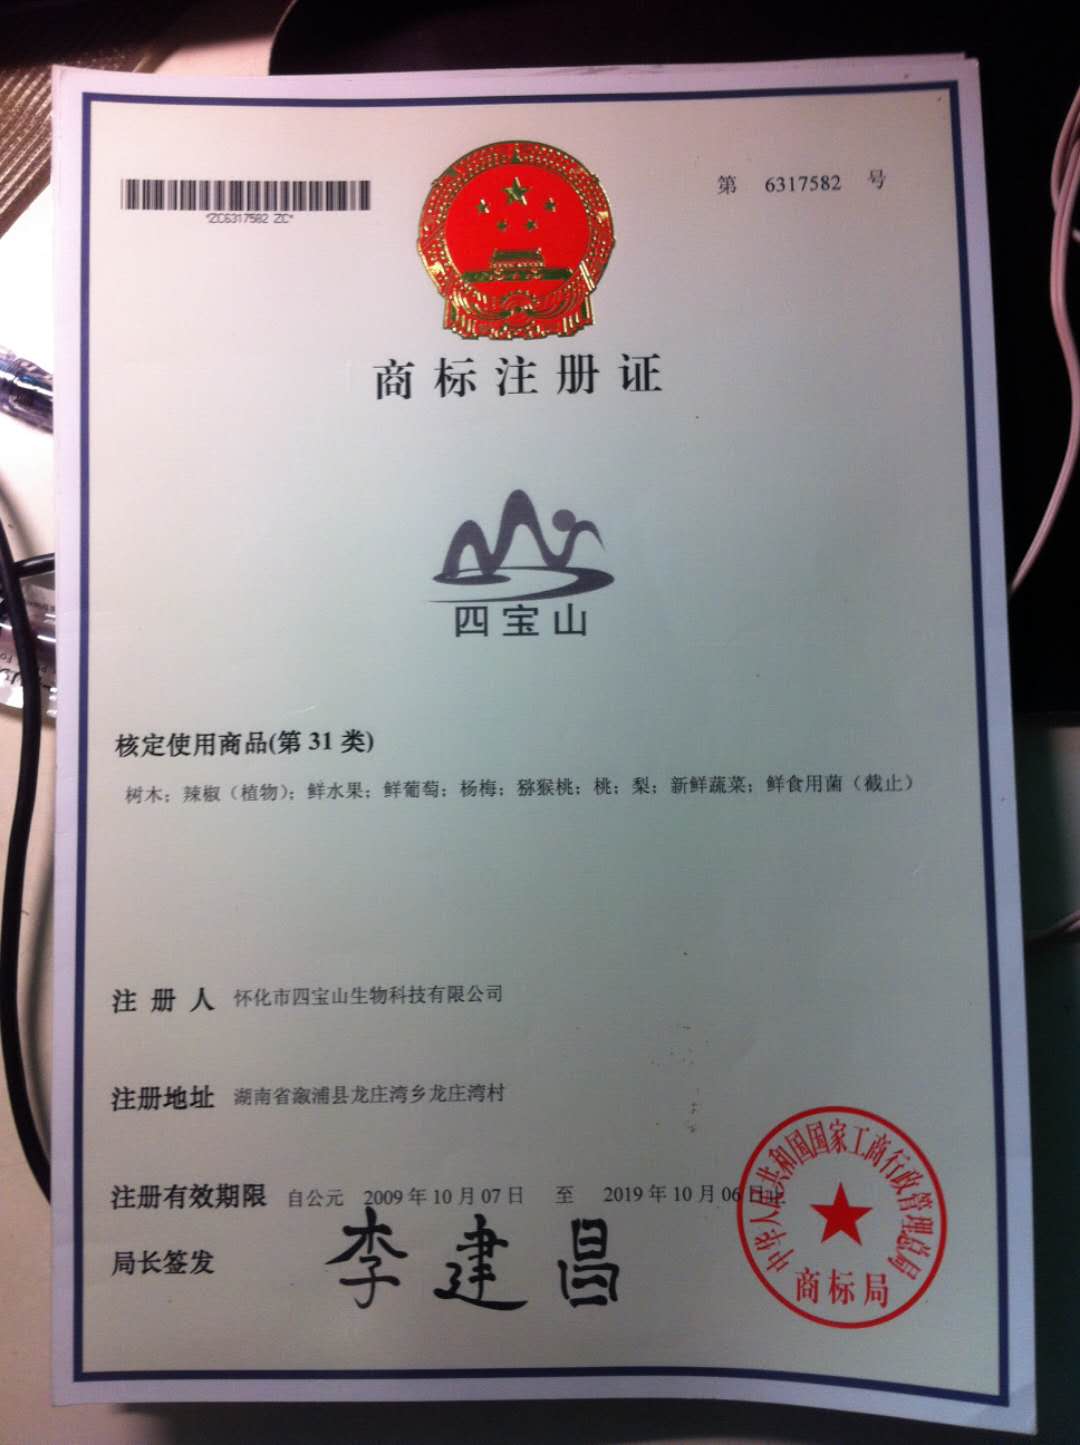 第 6317582 号
*ZC6317582 ZC*
商标注册证
四宝山
核定使用商品(第 31 类)
树木；辣椒（植物）；鲜水果；鲜葡萄；杨梅；猕猴桃；桃；梨；新鲜蔬菜；鲜食用菌（截止）
注 册 人 怀化市四宝山生物科技有限公司
注册地址 湖南省溆浦县龙庄湾乡龙庄湾村
注册有效期限 自公元 2009 年 10 月 07 日 至 2019 年 10 月 06 日
局长签发 李建昌
中华人民共和国国家工商行政管理总局
商标局